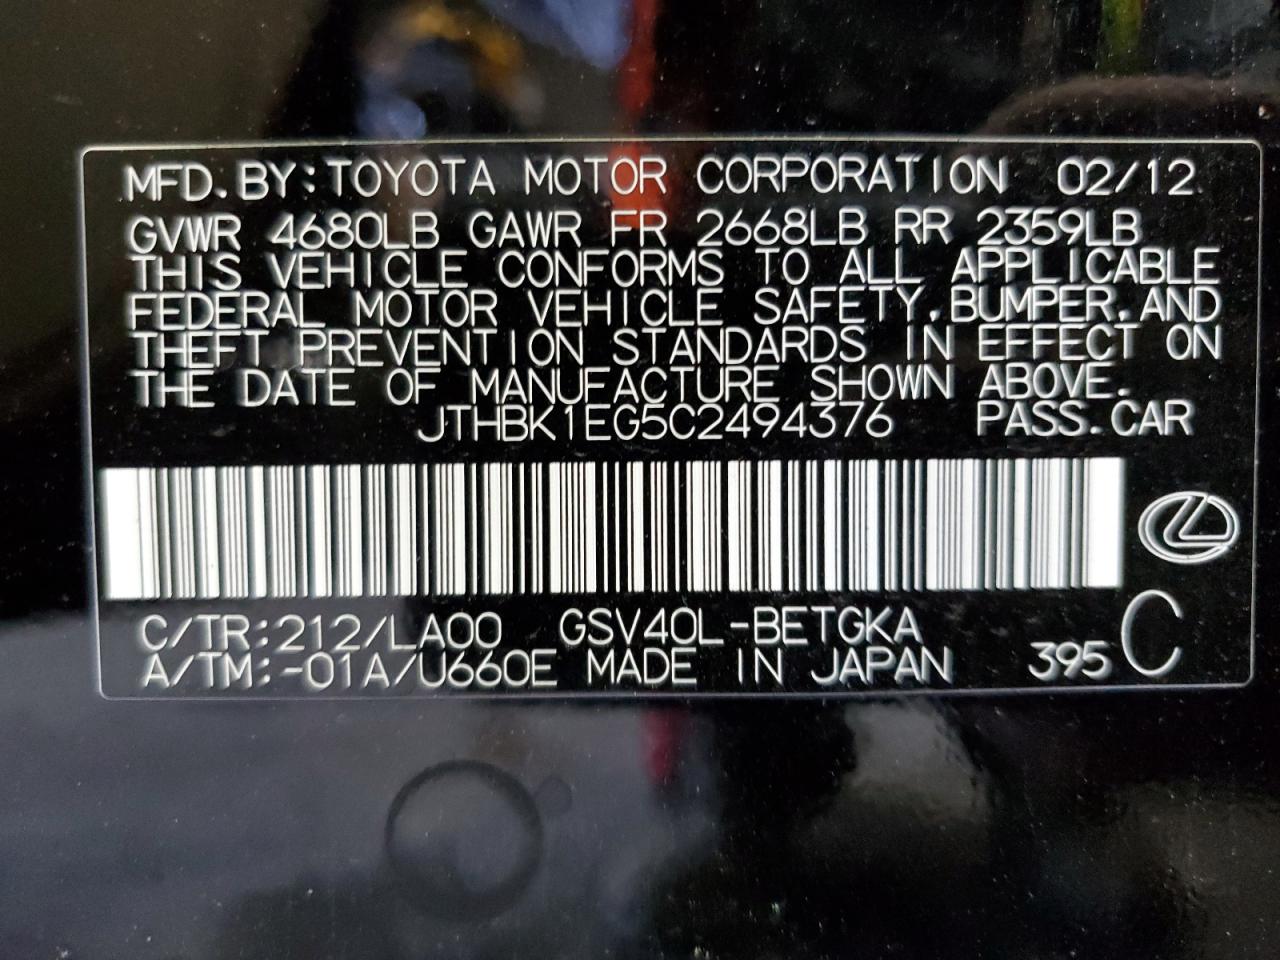 MFD.BY:TOYOTA MOTOR CORPORATION 02/12
GVWR 4680LB GAWR FR 2668LB RR 2359LB
THIS VEHICLE CONFORMS TO ALL APPLICABLE
FEDERAL MOTOR VEHICLE SAFETY,BUMPER,AND
THEFT PREVENTION STANDARDS IN EFFECT ON
THE DATE OF MANUFACTURE SHOWN ABOVE.
JTHBK1EG5C2494376 PASS.CAR
C/TR:212/LA00 GSV40L-BETGKA
A/TM:-01A/U660E MADE IN JAPAN 395 C